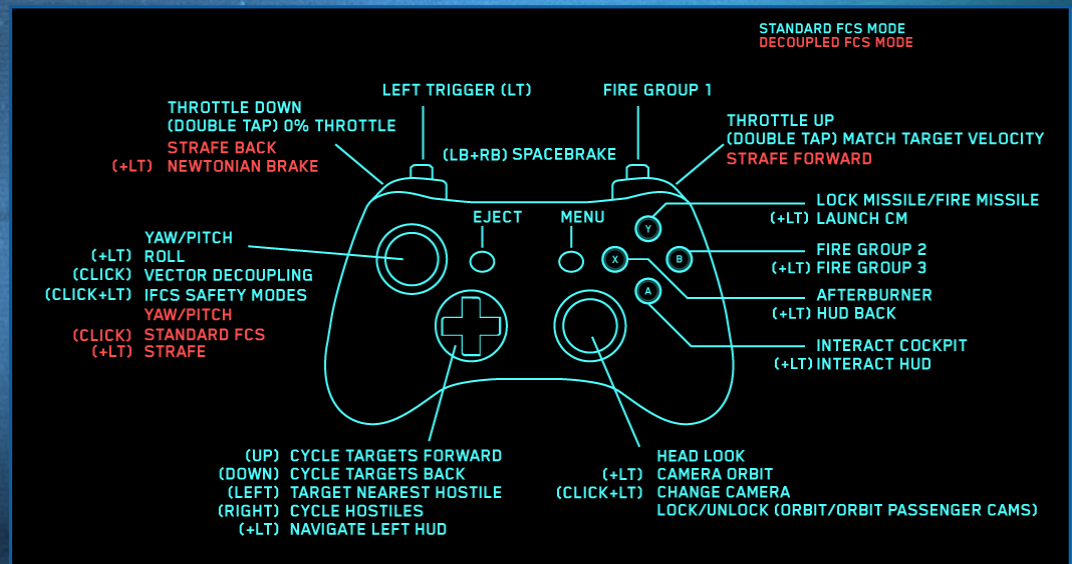 STANDARD FCS MODE
DECOUPLED FCS MODE
LEFT TRIGGER (LT)
FIRE GROUP 1
THROTTLE DOWN
(DOUBLE TAP) 0% THROTTLE
STRAFE BACK
(+LT) NEWTONIAN BRAKE
(LB+RB) SPACEBRAKE
THROTTLE UP
(DOUBLE TAP) MATCH TARGET VELOCITY
STRAFE FORWARD
EJECT
MENU
Y
X
B
A
LOCK MISSILE/FIRE MISSILE
(+LT) LAUNCH CM
FIRE GROUP 2
(+LT) FIRE GROUP 3
AFTERBURNER
(+LT) HUD BACK
INTERACT COCKPIT
(+LT) INTERACT HUD
YAW/PITCH
(+LT) ROLL
(CLICK) VECTOR DECOUPLING
(CLICK+LT) IFCS SAFETY MODES
YAW/PITCH
(CLICK) STANDARD FCS
(+LT) STRAFE
(UP) CYCLE TARGETS FORWARD
(DOWN) CYCLE TARGETS BACK
(LEFT) TARGET NEAREST HOSTILE
(RIGHT) CYCLE HOSTILES
(+LT) NAVIGATE LEFT HUD
HEAD LOOK
(+LT) CAMERA ORBIT
(CLICK+LT) CHANGE CAMERA
LOCK/UNLOCK (ORBIT/ORBIT PASSENGER CAMS)